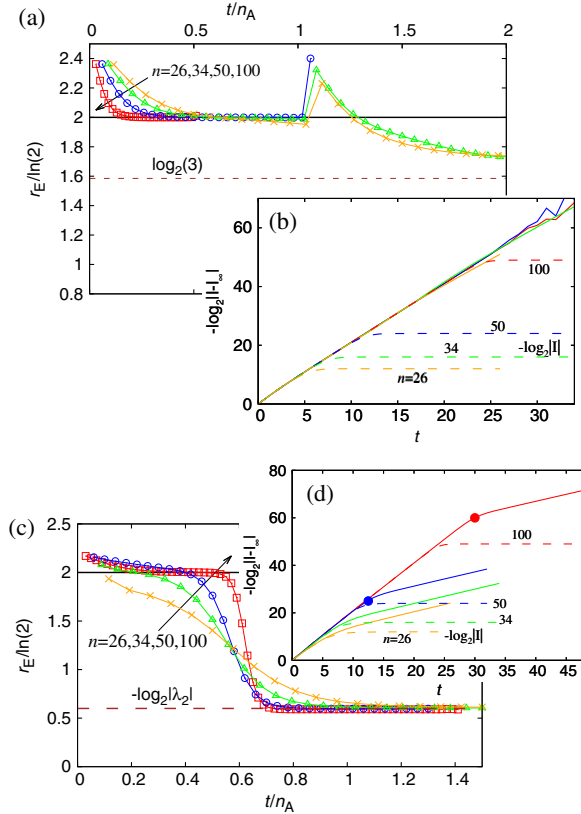 (a)
t/n_A
0 0.5 1 1.5 2
2.4
2.2
2
1.8
1.6
1.4
1.2
1
0.8
r_E/ln(2)
n=26,34,50,100
log₂(3)
(b)
-log₂|I-I∞|
60
40
20
0
100
50
34 -log₂|I|
n=26
0 5 10 15 20 25 30
t
(c)
r_E/ln(2)
2.5
2
1.5
1
0.5
0
n=26,34,50,100
-log₂|λ₂|
0 0.2 0.4 0.6 0.8 1 1.2 1.4
t/n_A
(d)
-log₂|I-I∞|
80
60
40
20
0
100
50
34
n=26 -log₂|I|
0 5 10 15 20 25 30 35 40 45
t